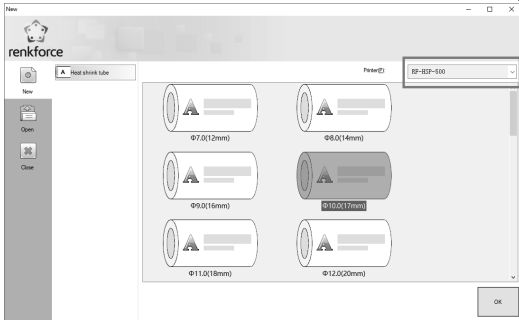 New
renkforce
New
Open
Close
A Heat shrink tube
Printer(P):
RF-HSP-500
A
A
Φ7.0(12mm)
Φ8.0(14mm)
A
A
Φ9.0(16mm)
Φ10.0(17mm)
A
A
Φ11.0(18mm)
Φ12.0(20mm)
OK